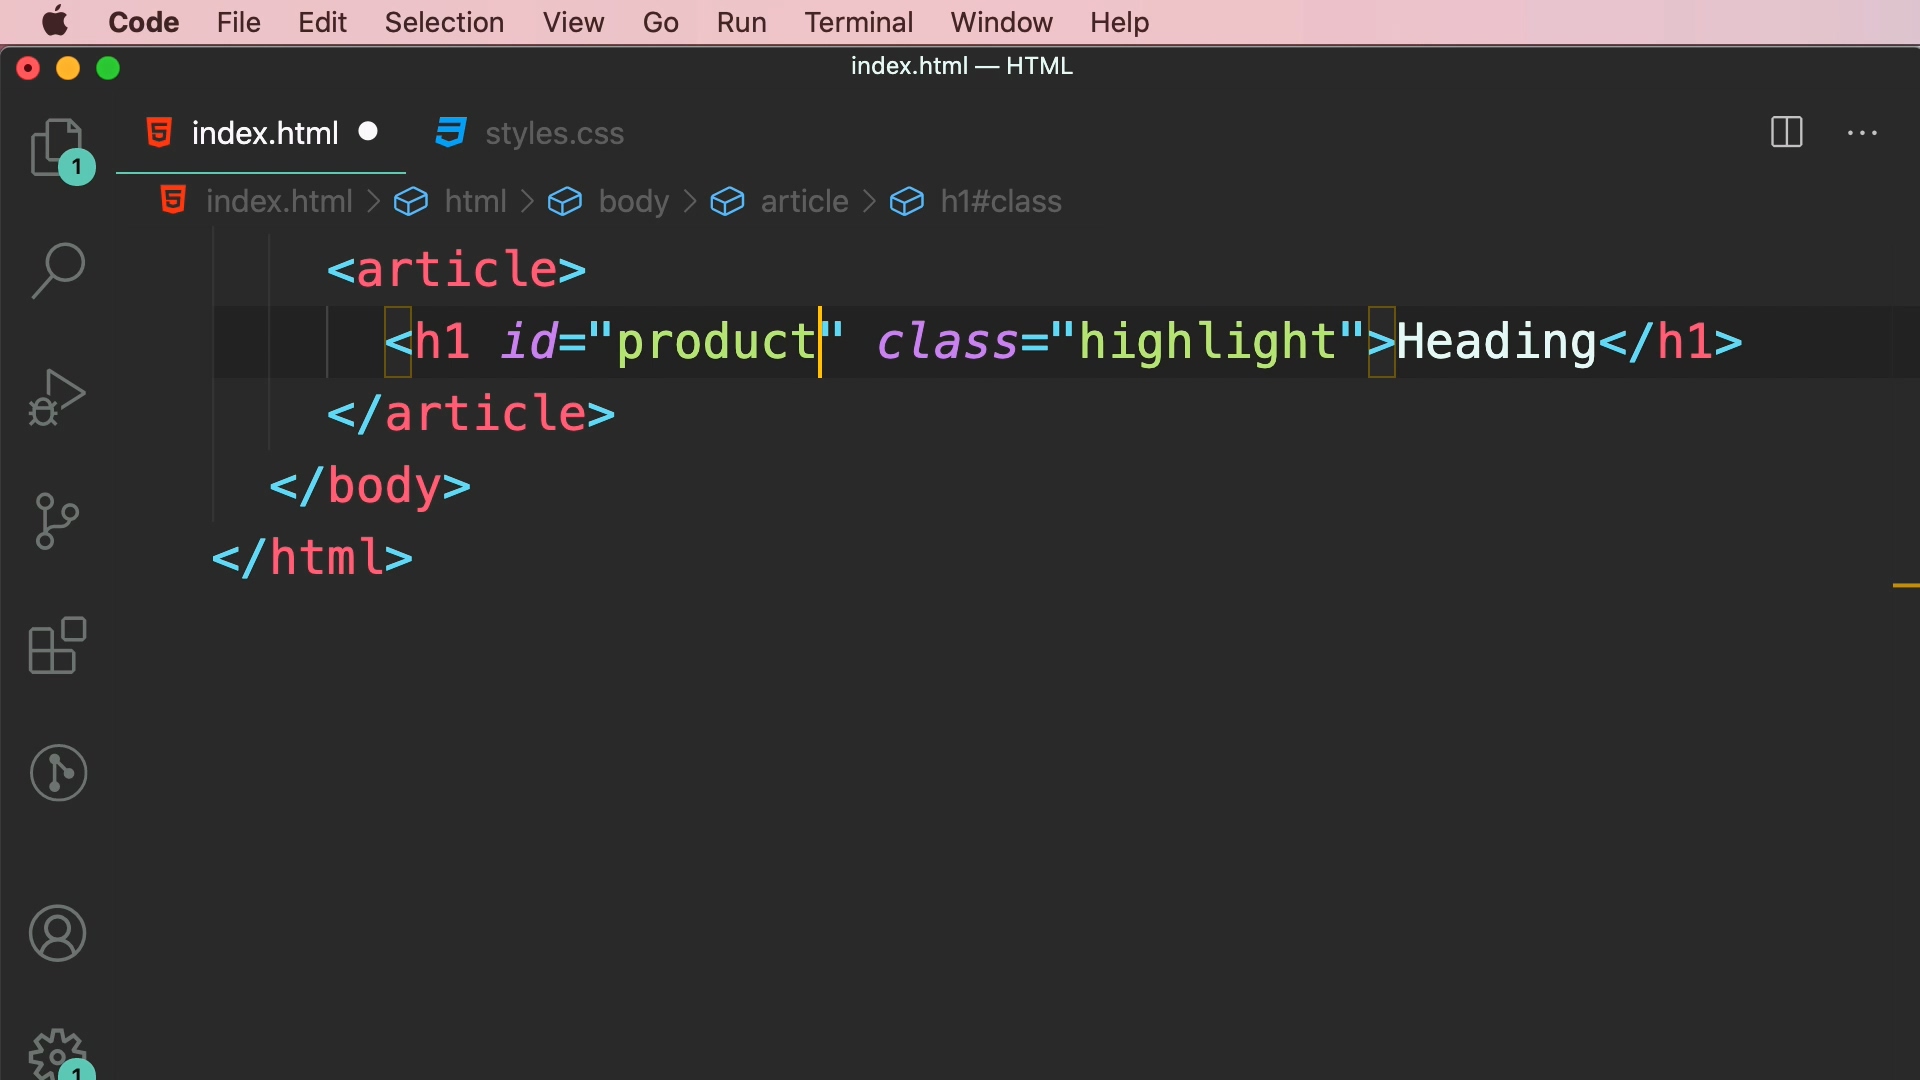 Code File Edit Selection View Go Run Terminal Window Help
index.html — HTML
index.html styles.css
1
index.html > html > body > article > h1#class
<article>
<h1 id="product" class="highlight">Heading</h1>
</article>
</body>
</html>
1